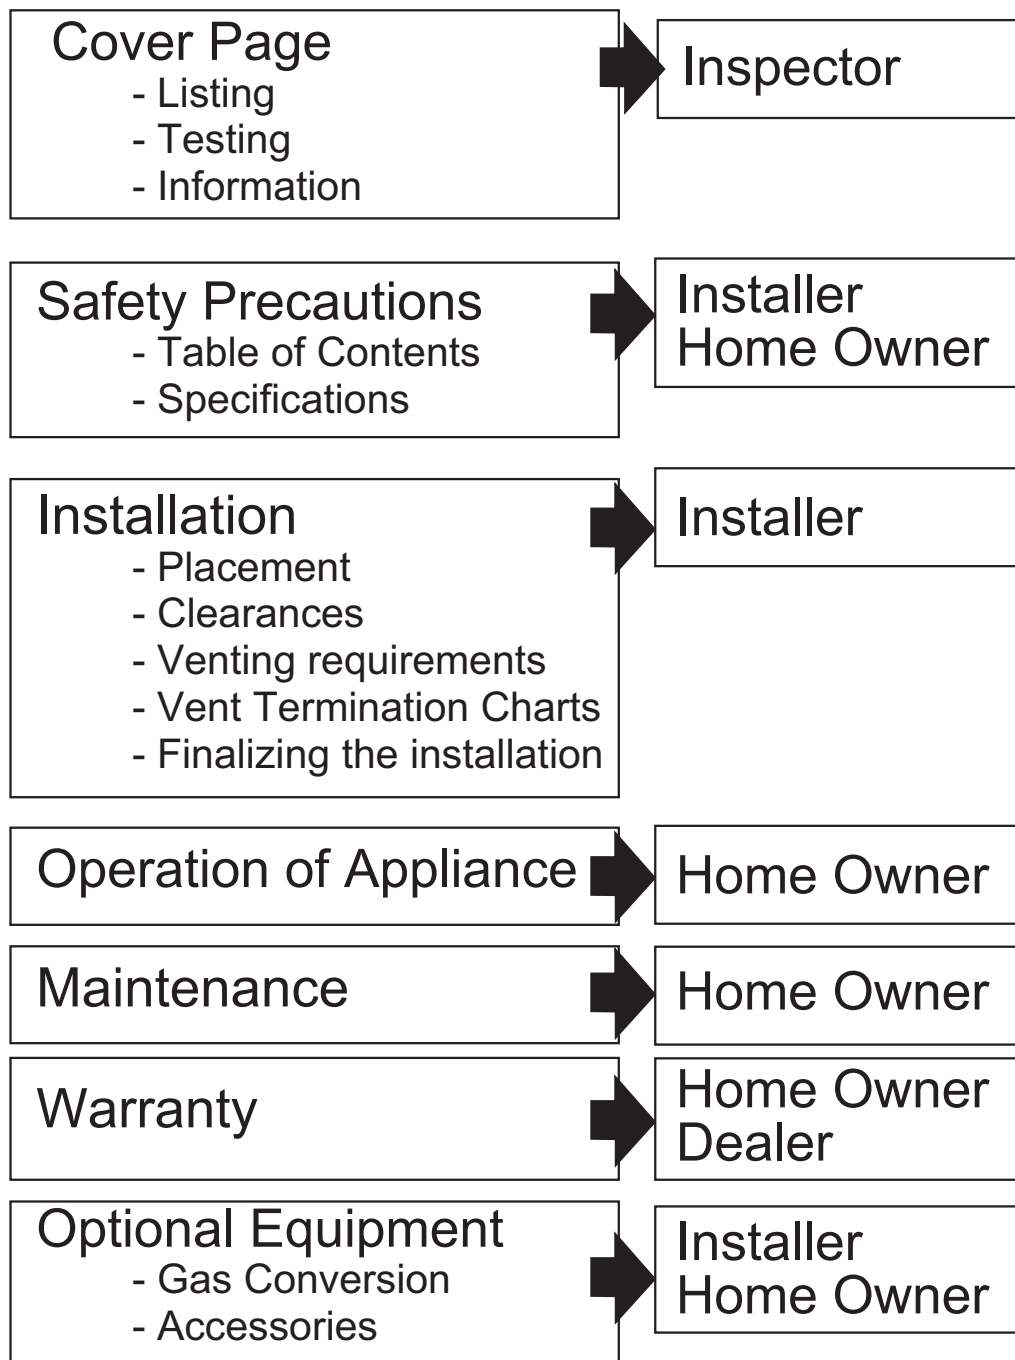 Cover Page
- Listing
- Testing
- Information
Inspector
Safety Precautions
- Table of Contents
- Specifications
Installer
Home Owner
Installation
- Placement
- Clearances
- Venting requirements
- Vent Termination Charts
- Finalizing the installation
Installer
Operation of Appliance
Home Owner
Maintenance
Home Owner
Warranty
Home Owner
Dealer
Optional Equipment
- Gas Conversion
- Accessories
Installer
Home Owner